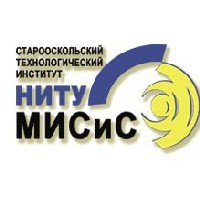 СТАРООСКОЛЬСКИЙ
ТЕХНОЛОГИЧЕСКИЙ
ИНСТИТУТ
НИТУ
МИСиС